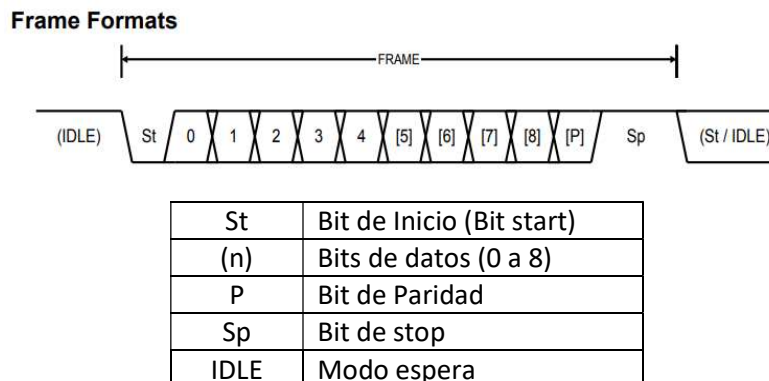 Frame Formats
FRAME
(IDLE) St 0 1 2 3 4 [5] [6] [7] [8] [P] Sp (St / IDLE)
St Bit de Inicio (Bit start)
(n) Bits de datos (0 a 8)
P Bit de Paridad
Sp Bit de stop
IDLE Modo espera